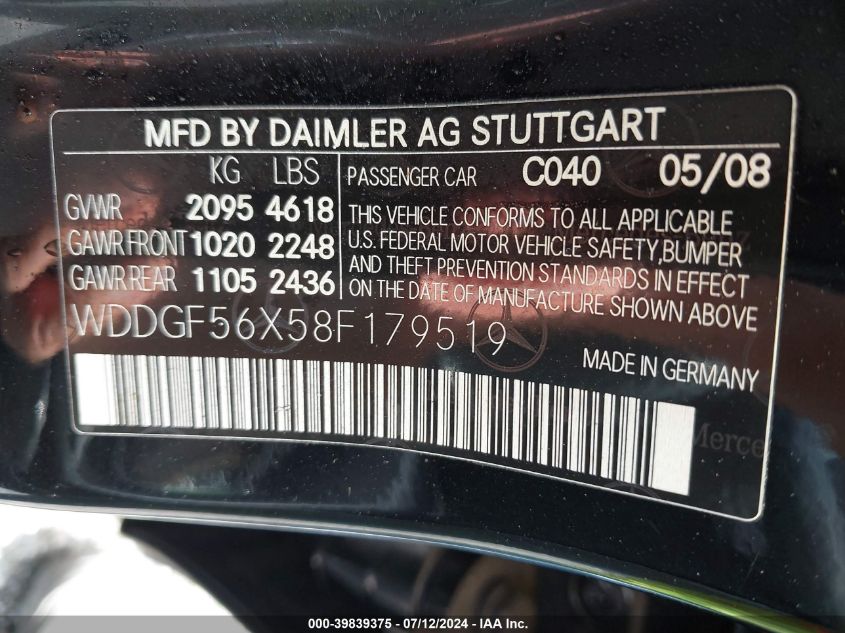 MFD BY DAIMLER AG STUTTGART
KG LBS
GVWR 2095 4618
GAWR FRONT 1020 2248
GAWR REAR 1105 2436
PASSENGER CAR C040 05/08
THIS VEHICLE CONFORMS TO ALL APPLICABLE
U.S. FEDERAL MOTOR VEHICLE SAFETY,BUMPER
AND THEFT PREVENTION STANDARDS IN EFFECT
ON THE DATE OF MANUFACTURE SHOWN ABOVE
WDDGF56X58F179519
MADE IN GERMANY
000-39839375 - 07/12/2024 - IAA Inc.